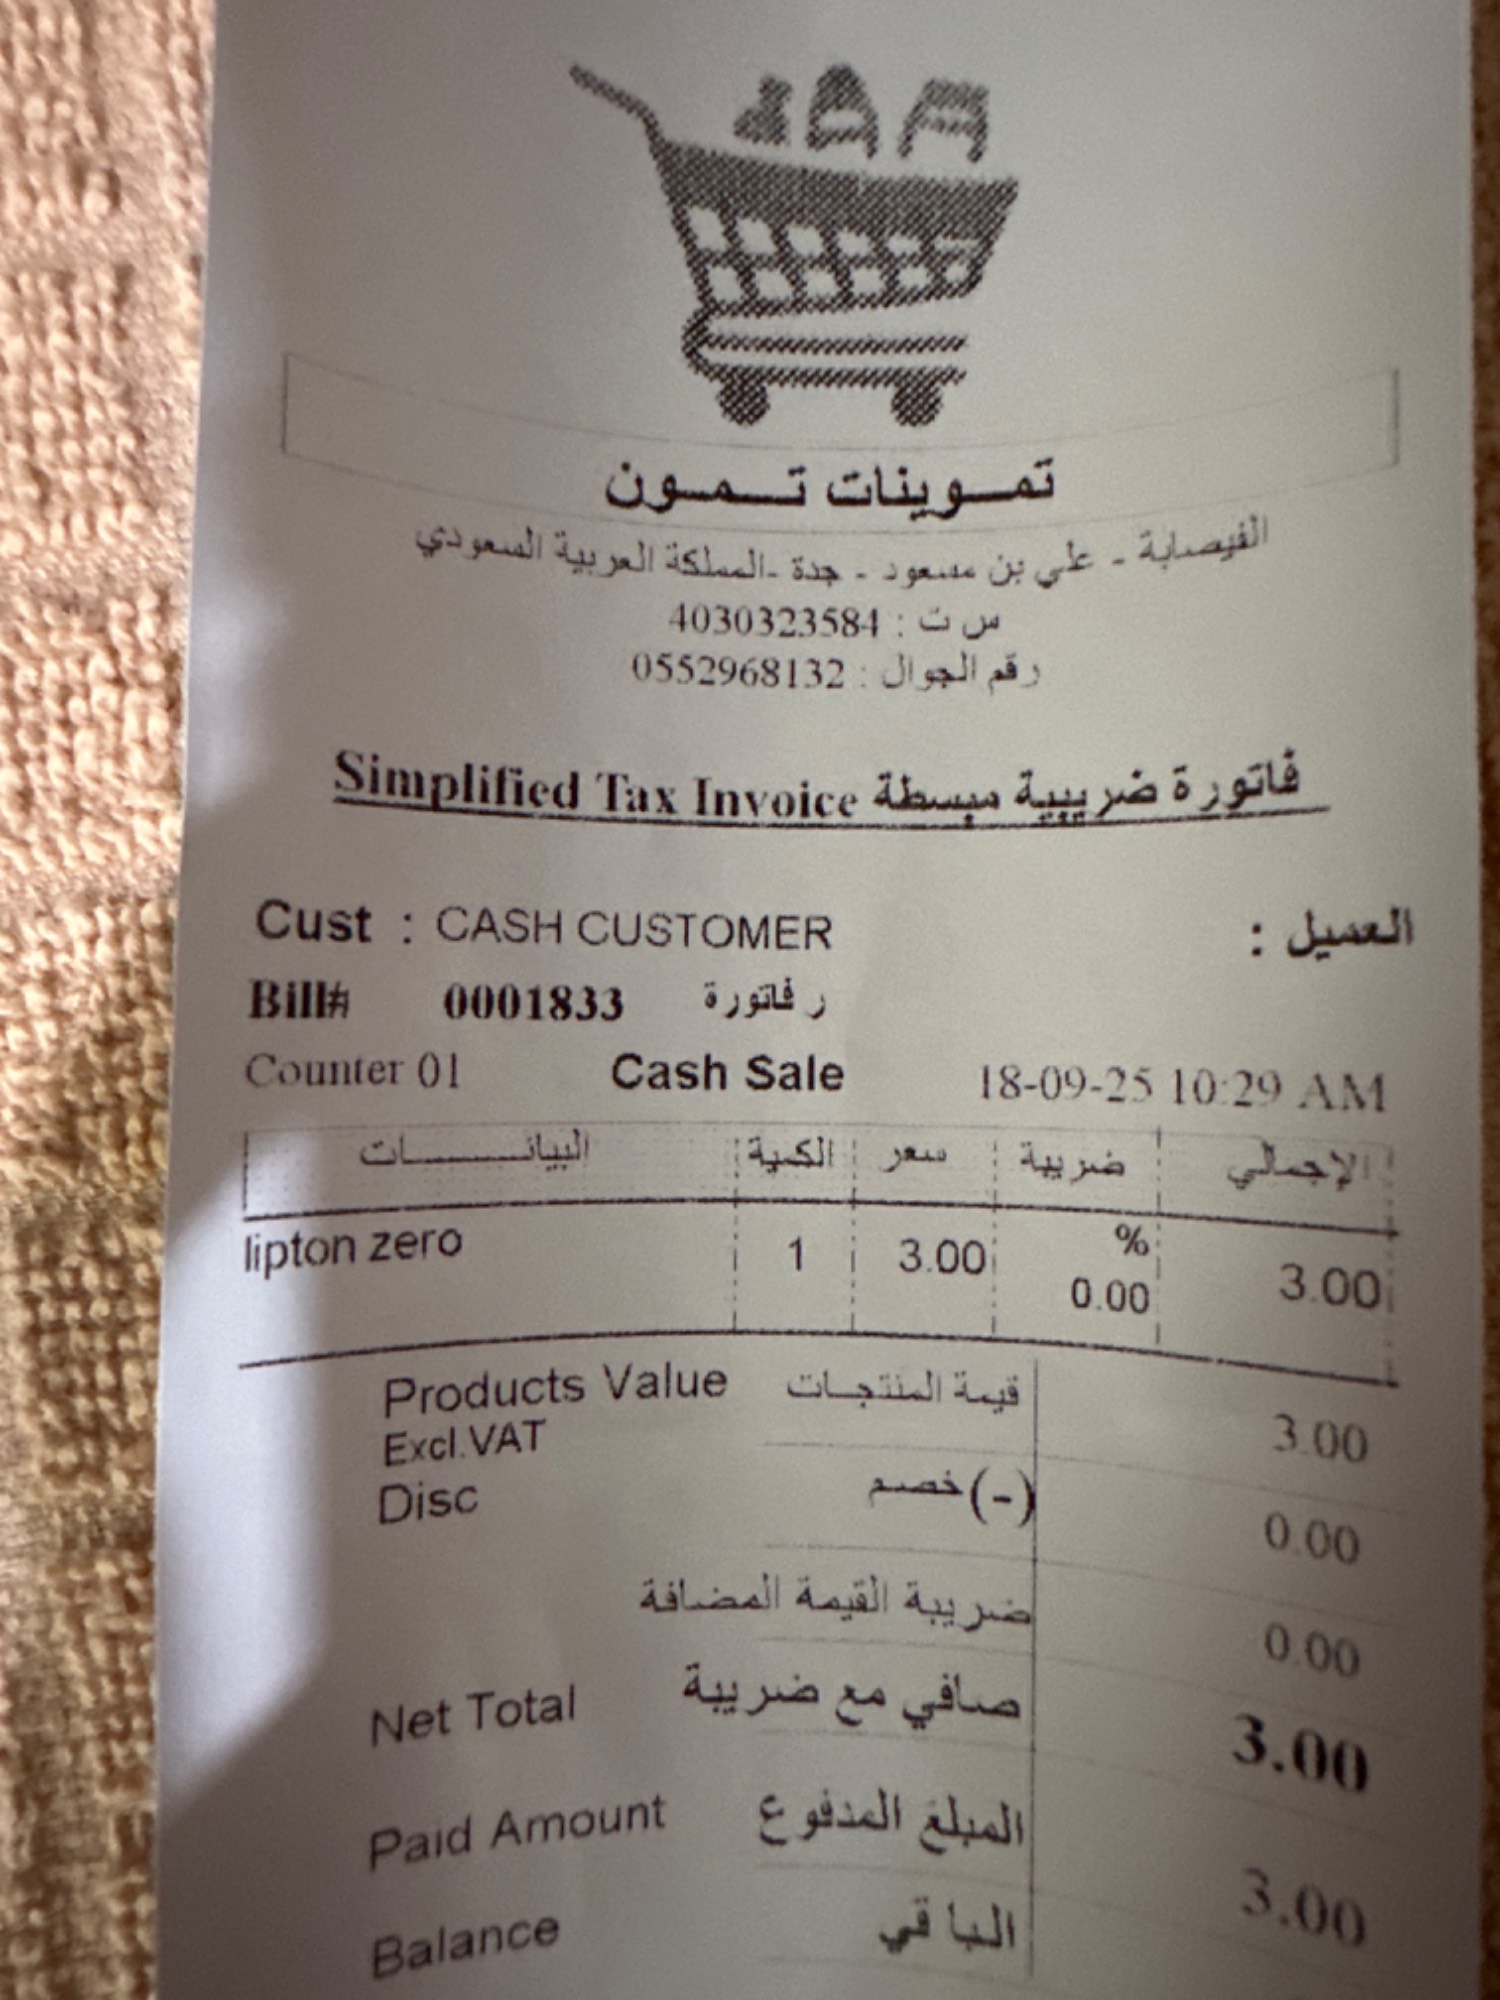 تمـــوينات تـــمـــون
الفيصلية - علي بن مسعود - جدة -المملكة العربية السعودي
س ت : 4030323584
رقم الجوال : 0552968132
Simplified Tax Invoice فاتورة ضريبية مبسطة
Cust : CASH CUSTOMER العميل :
Bill# 0001833 ر فاتورة
Counter 01 Cash Sale 18-09-25 10:29 AM
البيانـــــــات الكمية سعر ضريبة الإجمالي
lipton zero 1 3.00 % 0.00 3.00
Products Value Excl.VAT قيمة المنتجـات 3.00
Disc خصم (-) 0.00
ضريبة القيمة المضافة 0.00
Net Total صافي مع ضريبة 3.00
Paid Amount المبلغ المدفوع 3.00
Balance الباقي